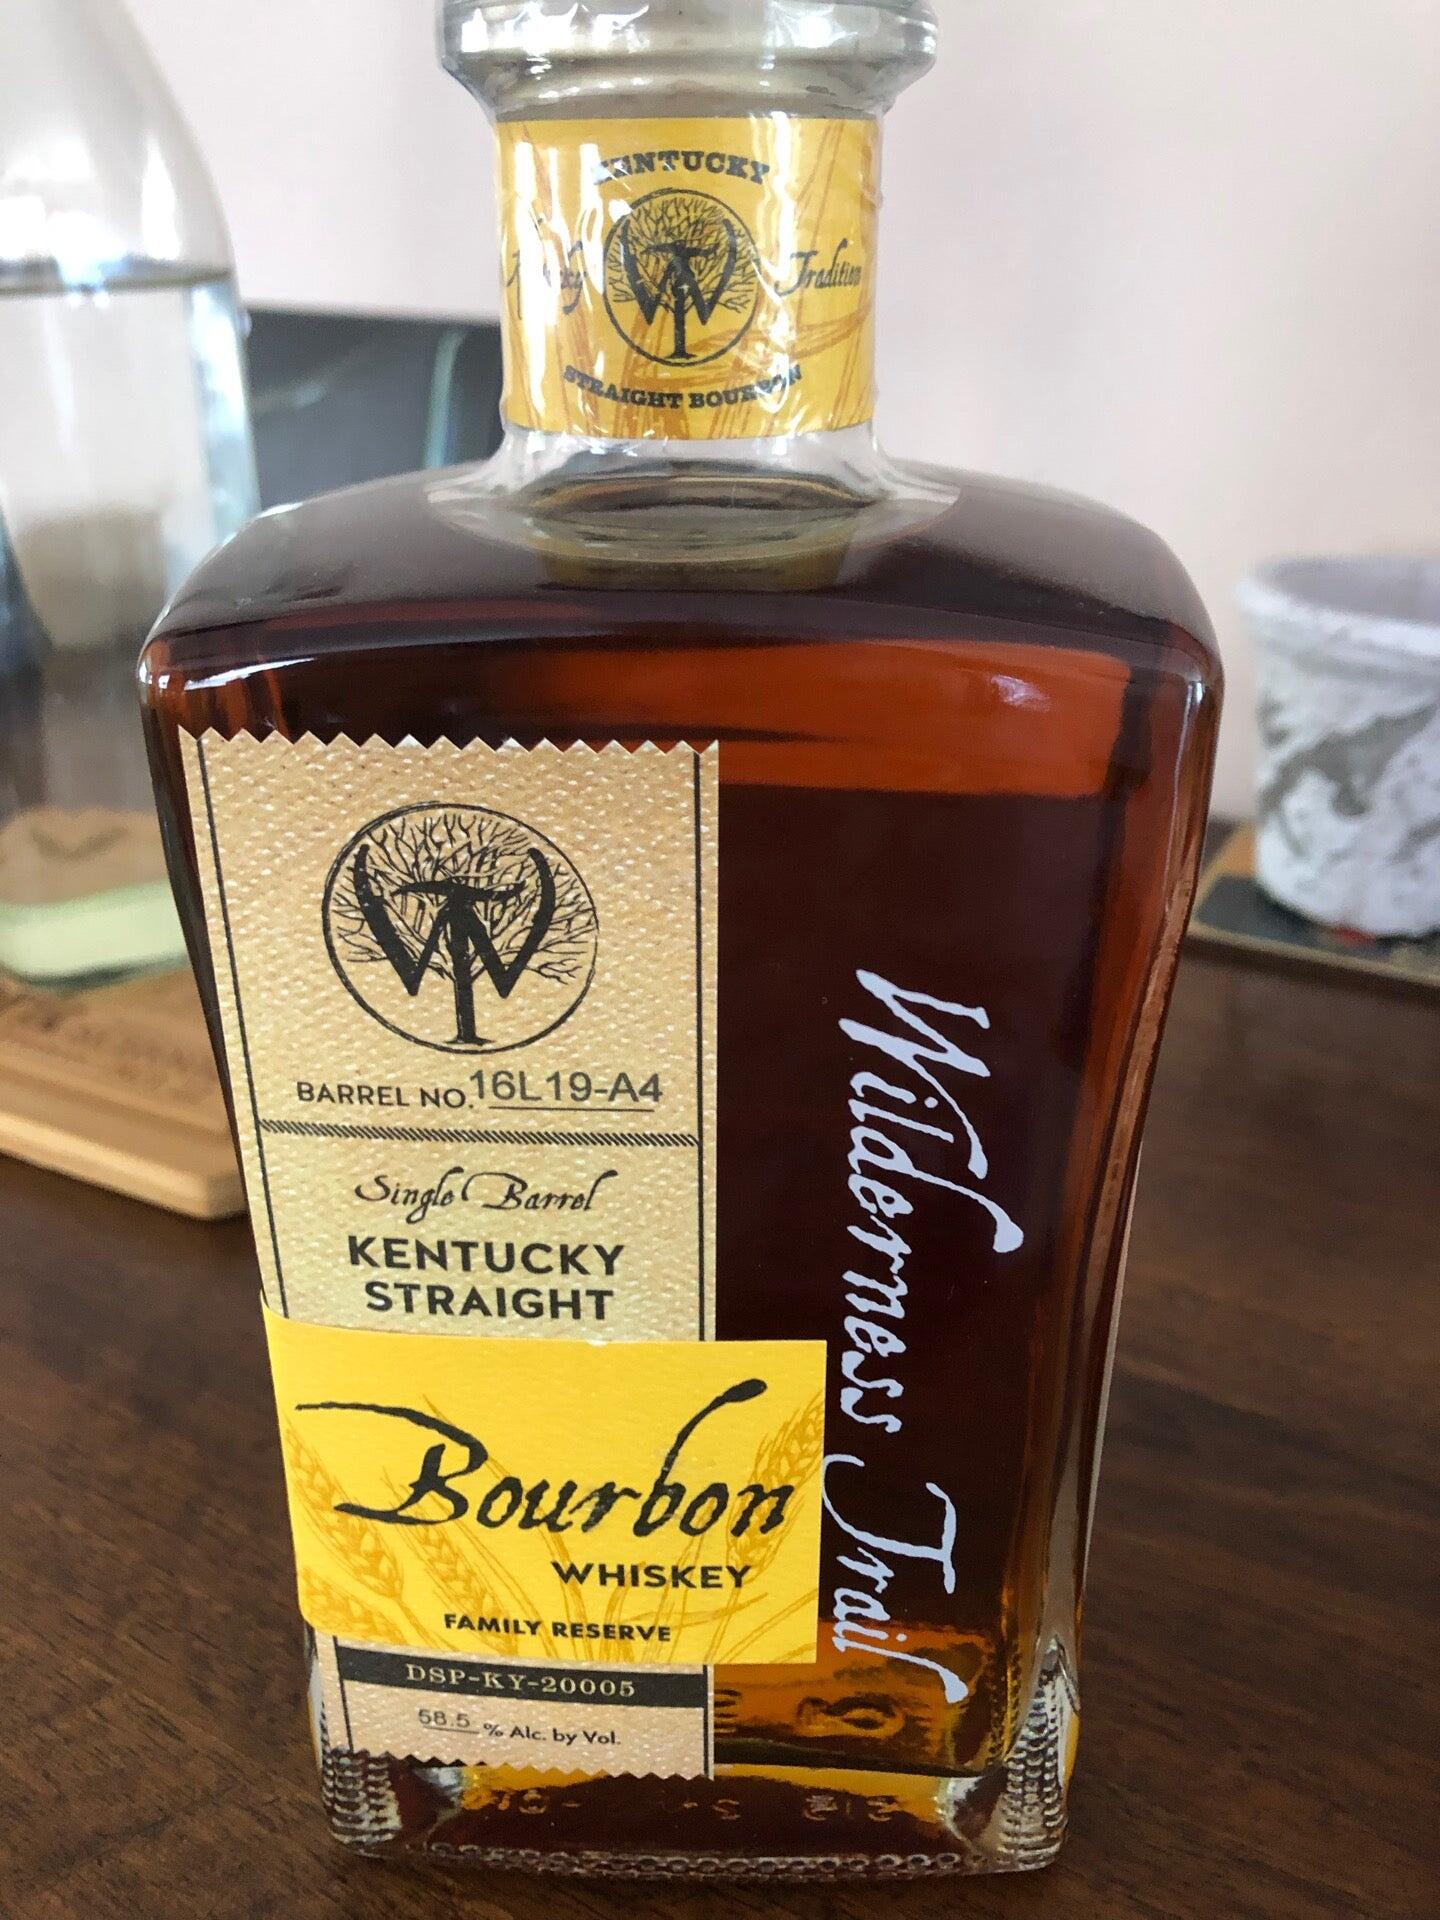 KENTUCKY
Tradition
STRAIGHT BOURBON
WT
BARREL NO. 16L19-A4
Single Barrel
KENTUCKY
STRAIGHT
Bourbon
WHISKEY
FAMILY RESERVE
DSP-KY-20005
58.5 % Alc. by Vol.
Wilderness Trail